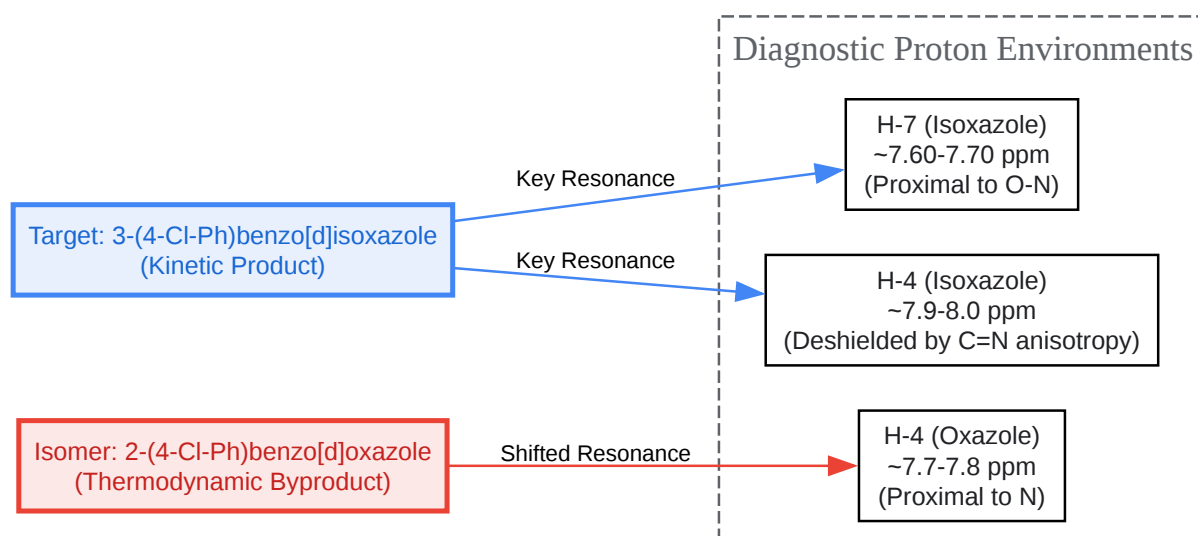 Diagnostic Proton Environments
H-7 (Isoxazole)
~7.60-7.70 ppm
(Proximal to O-N)
Key Resonance
Target: 3-(4-Cl-Ph)benzo[d]isoxazole
(Kinetic Product)
Key Resonance
H-4 (Isoxazole)
~7.9-8.0 ppm
(Deshielded by C=N anisotropy)
Isomer: 2-(4-Cl-Ph)benzo[d]oxazole
(Thermodynamic Byproduct)
Shifted Resonance
H-4 (Oxazole)
~7.7-7.8 ppm
(Proximal to N)